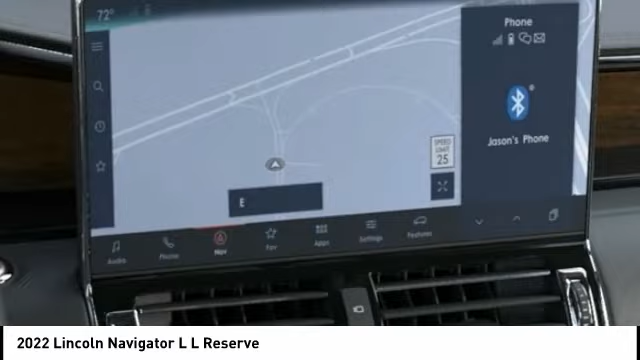 72°
Phone
Jason's Phone
SPEED
LIMIT
25
E
Audio
Phone
Nav
Fav
Apps
Settings
Features
2022 Lincoln Navigator L L Reserve